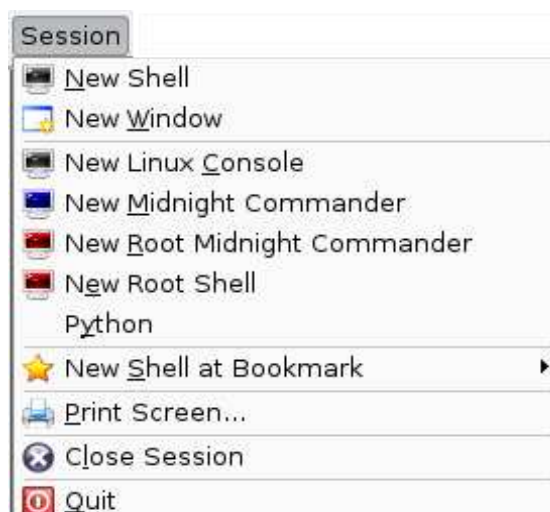 Session
New Shell
New Window
New Linux Console
New Midnight Commander
New Root Midnight Commander
New Root Shell
Python
New Shell at Bookmark
Print Screen...
Close Session
Quit